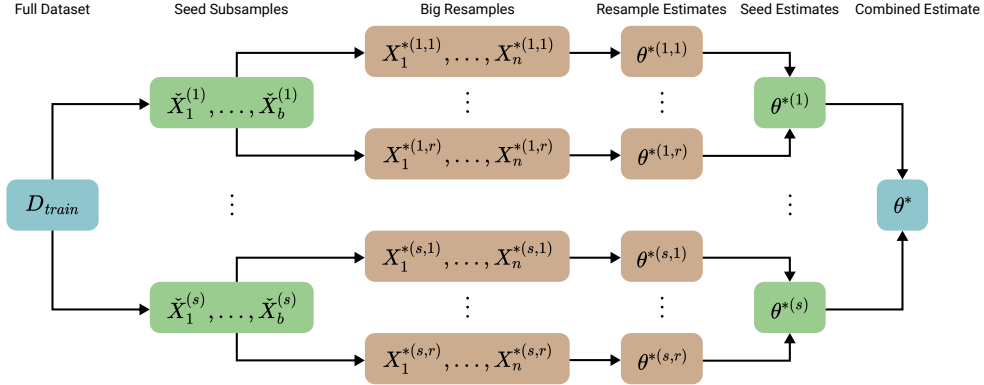 Full Dataset Seed Subsamples Big Resamples Resample Estimates Seed Estimates Combined Estimate
X_1^{*(1,1)}, ..., X_n^{*(1,1)} θ^{*(1,1)}
X̌_1^{(1)}, ..., X̌_b^{(1)} ⋮ ⋮ θ^{*(1)}
X_1^{*(1,r)}, ..., X_n^{*(1,r)} θ^{*(1,r)}
D_{train} ⋮ ⋮ θ^*
X_1^{*(s,1)}, ..., X_n^{*(s,1)} θ^{*(s,1)}
X̌_1^{(s)}, ..., X̌_b^{(s)} ⋮ ⋮ θ^{*(s)}
X_1^{*(s,r)}, ..., X_n^{*(s,r)} θ^{*(s,r)}